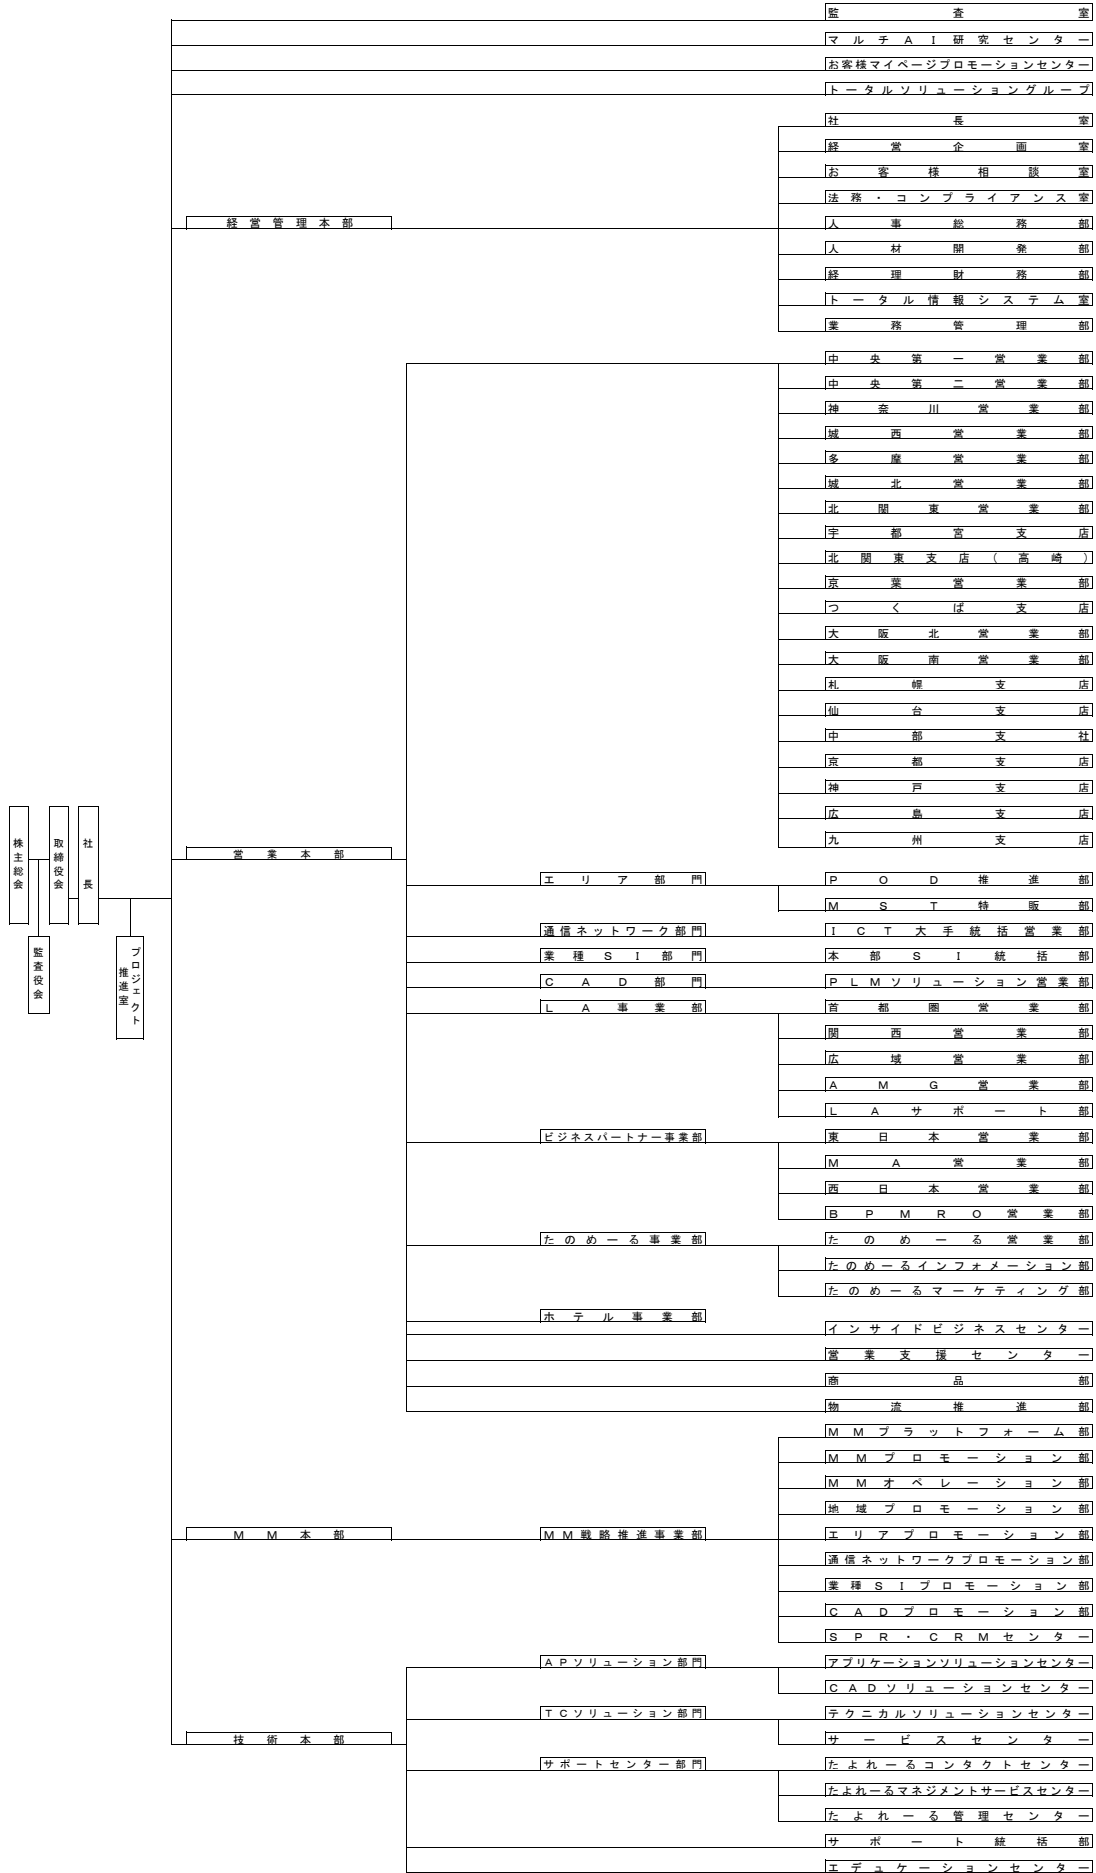 監査室
マルチAI研究センター
お客様マイページプロモーションセンター
トータルソリューショングループ
社長室
経営企画室
お客様相談室
法務・コンプライアンス室
経営管理本部
人事総務部
人材開発部
経理財務部
トータル情報システム室
業務管理部
中央第一営業部
中央第二営業部
神奈川営業部
城西営業部
多摩営業部
城北営業部
北関東営業部
宇都宮支店
北関東支店(高崎)
京葉営業部
つくば支店
大阪北営業部
大阪南営業部
札幌支店
仙台支店
中部支社
京都支店
神戸支店
広島支店
九州支店
株主総会
取締役会
社長
営業本部
監査役会
プロジェクト
推進室
エリア部門
POD推進部
MST特販部
通信ネットワーク部門
ICT大手統括営業部
業種SI部門
本部SI統括部
CAD部門
PLMソリューション営業部
LA事業部
首都圏営業部
関西営業部
広域営業部
AMG営業部
LAサポート部
ビジネスパートナー事業部
東日本営業部
MA営業部
西日本営業部
BPMRO営業部
たのめーる事業部
たのめーる営業部
たのめーるインフォメーション部
たのめーるマーケティング部
ホテル事業部
インサイドビジネスセンター
営業支援センター
商品部
物流推進部
MMプラットフォーム部
MMプロモーション部
MMオペレーション部
地域プロモーション部
MM本部
MM戦略推進事業部
エリアプロモーション部
通信ネットワークプロモーション部
業種SIプロモーション部
CADプロモーション部
SPR・CRMセンター
APソリューション部門
アプリケーションソリューションセンター
CADソリューションセンター
TCソリューション部門
テクニカルソリューションセンター
技術本部
サービスセンター
サポートセンター部門
たよれーるコンタクトセンター
たよれーるマネジメントサービスセンター
たよれーる管理センター
サポート統括部
エデュケーションセンター